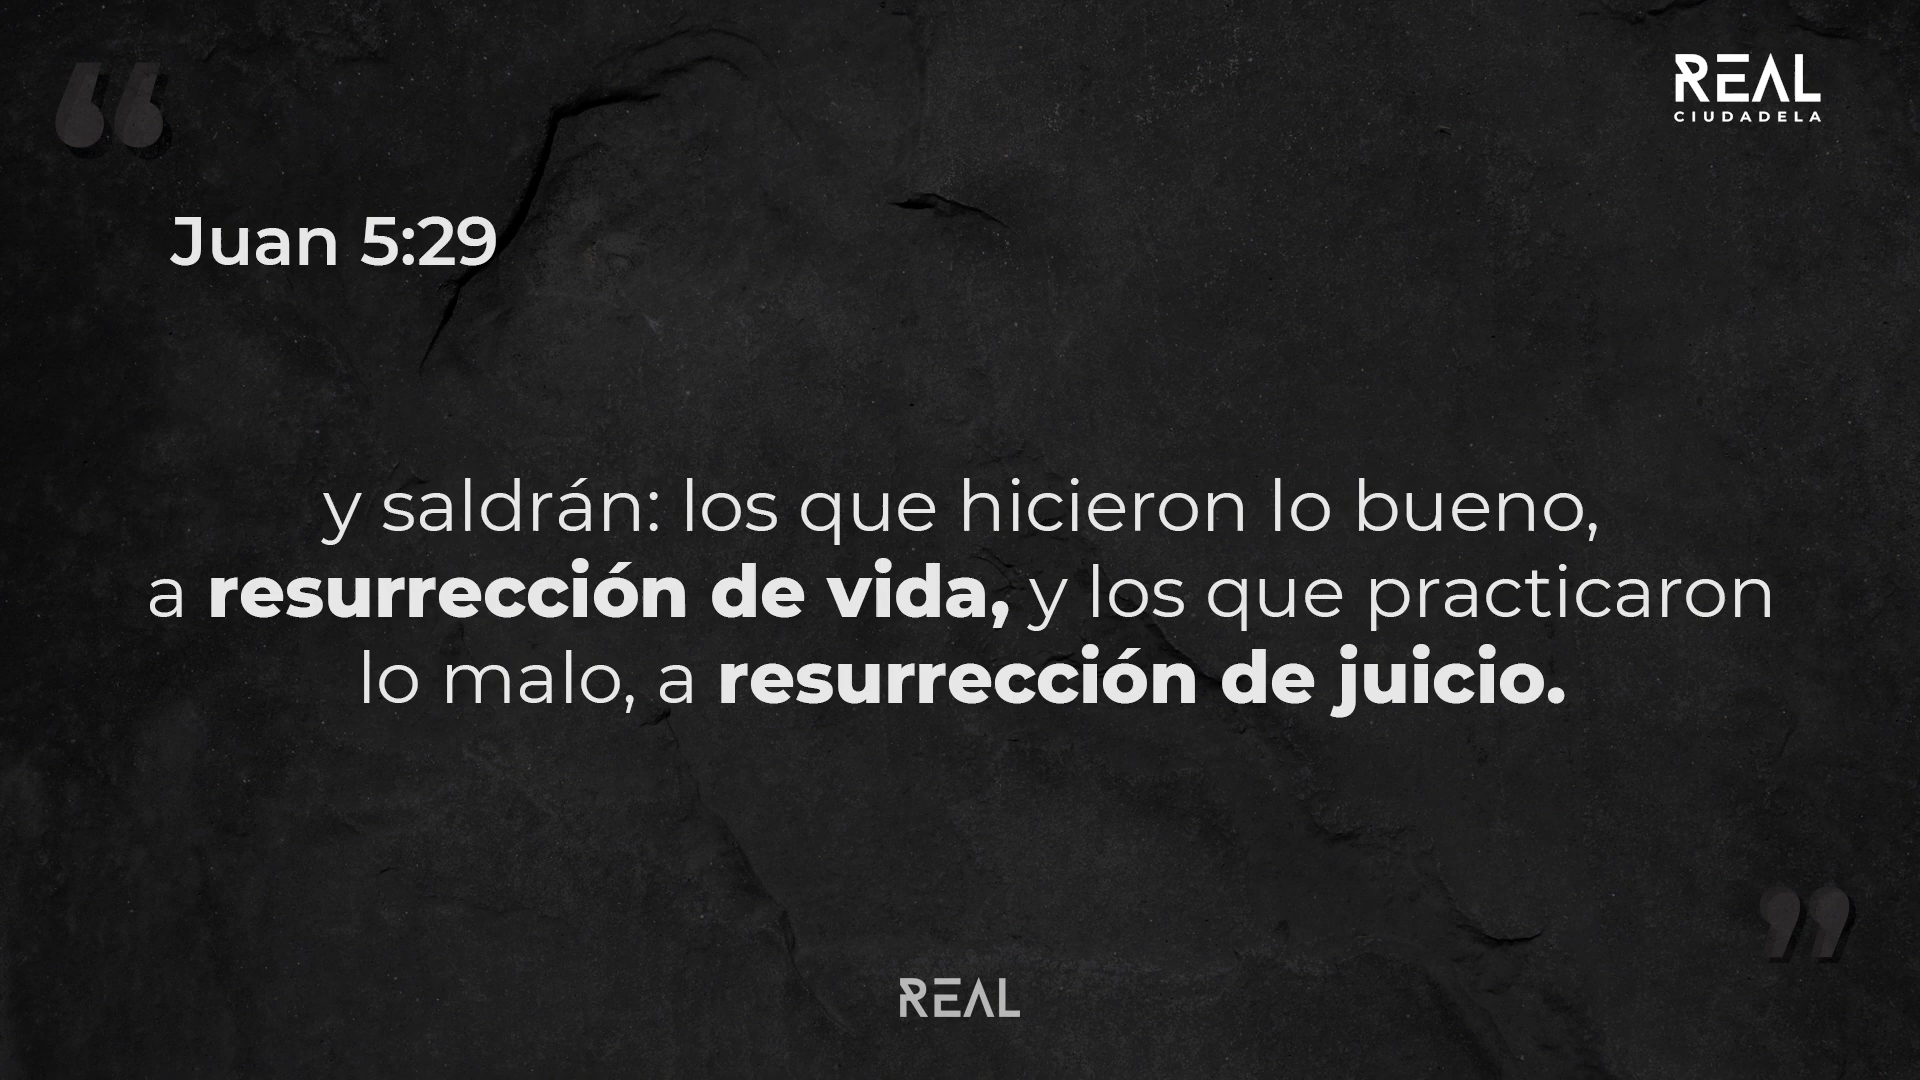 REAL
CIUDADELA
Juan 5:29
y saldrán: los que hicieron lo bueno,
a resurrección de vida, y los que practicaron
lo malo, a resurrección de juicio.
REAL